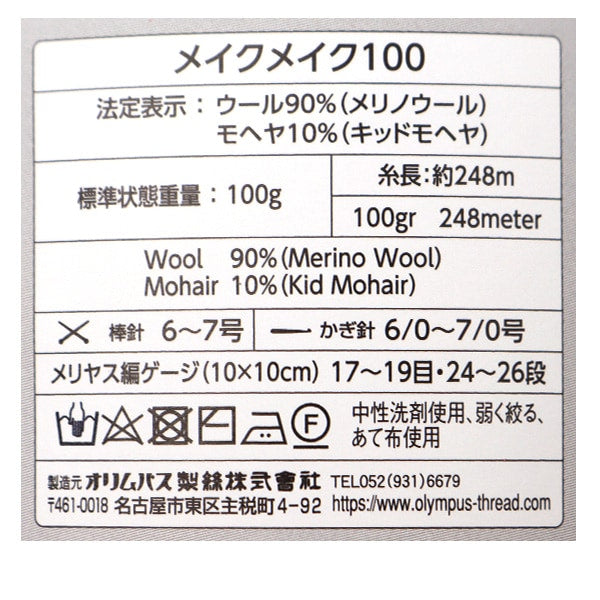 メイクメイク100
法定表示：ウール90%（メリノウール）
モヘヤ10%（キッドモヘヤ）
標準状態重量：100g
糸長：約248m
100gr 248meter
Wool 90%(Merino Wool)
Mohair 10%(Kid Mohair)
棒針 6～7号
かぎ針 6/0～7/0号
メリヤス編ゲージ（10×10cm）17～19目・24～26段
F
中性洗剤使用、弱く絞る、
あて布使用
製造元 オリムパス製絲株式會社 TEL052(931)6679
〒461-0018 名古屋市東区主税町4-92 https://www.olympus-thread.com/